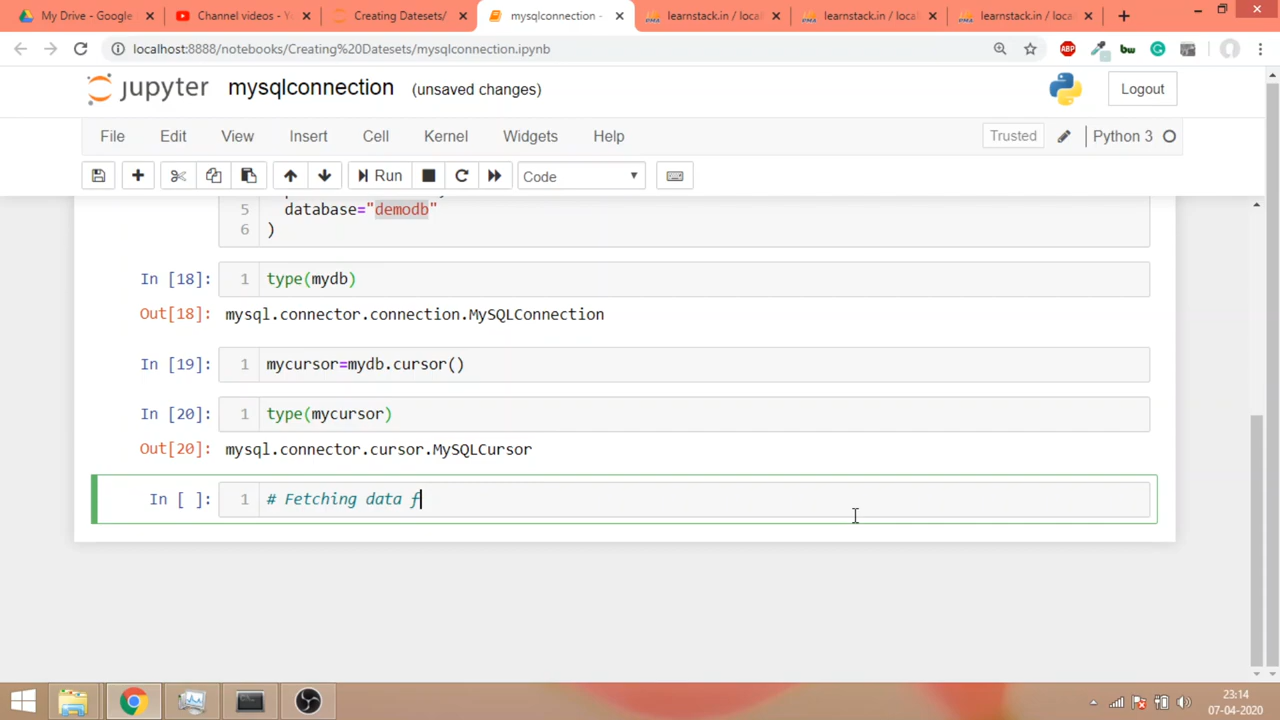 My Drive - Google
Channel videos - Y
Creating Datesets/
mysqlconnection -
learnstack.in / loca
learnstack.in / loca
learnstack.in / loca
localhost:8888/notebooks/Creating%20Datesets/mysqlconnection.ipynb
ABP
bw
G
jupyter mysqlconnection (unsaved changes)
Logout
File Edit View Insert Cell Kernel Widgets Help
Trusted
Python 3
Run
Code
5 database="demodb"
6 )
In [18]: 1 type(mydb)
Out[18]: mysql.connector.connection.MySQLConnection
In [19]: 1 mycursor=mydb.cursor()
In [20]: 1 type(mycursor)
Out[20]: mysql.connector.cursor.MySQLCursor
In [ ]: 1 # Fetching data f
23:14
07-04-2020